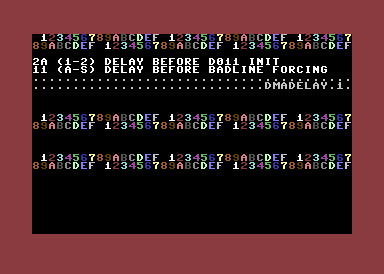 123456789ABCDEF 123456789ABCDEF 1234567
89ABCDEF 123456789ABCDEF 123456789ABCDEF
2A (1-2) DELAY BEFORE D011 INIT
11 (A-S) DELAY BEFORE BADLINE FORCING
........................................
.............................DMADELAY 1.
123456789ABCDEF 123456789ABCDEF 1234567
89ABCDEF 123456789ABCDEF 123456789ABCDEF
123456789ABCDEF 123456789ABCDEF 1234567
89ABCDEF 123456789ABCDEF 123456789ABCDEF